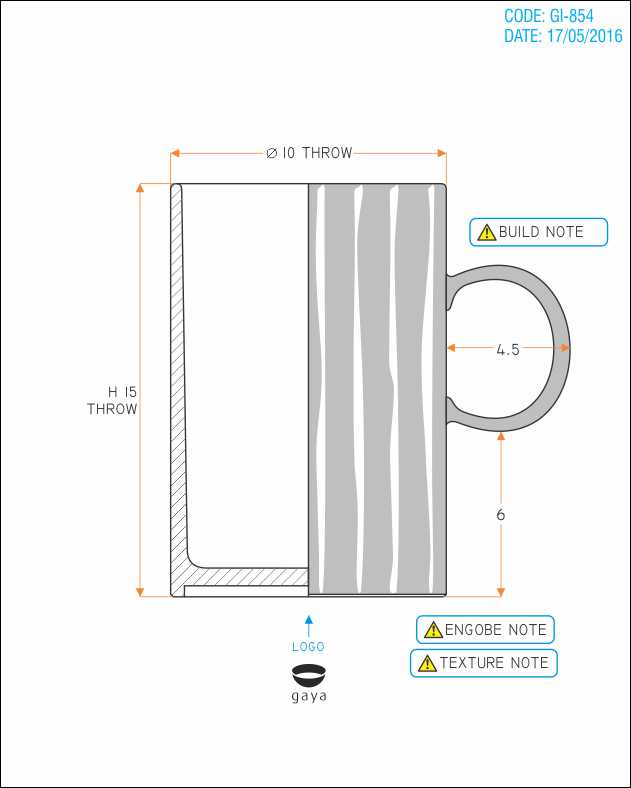 CODE: GI-854
DATE: 17/05/2016
⌀ 10 THROW
BUILD NOTE
4.5
H 15
THROW
6
ENGOBE NOTE
TEXTURE NOTE
LOGO
gaya